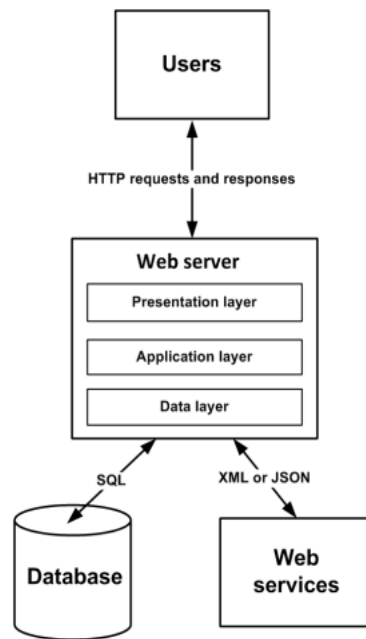 Users
HTTP requests and responses
Web server
Presentation layer
Application layer
Data layer
SQL
XML or JSON
Database
Web
services